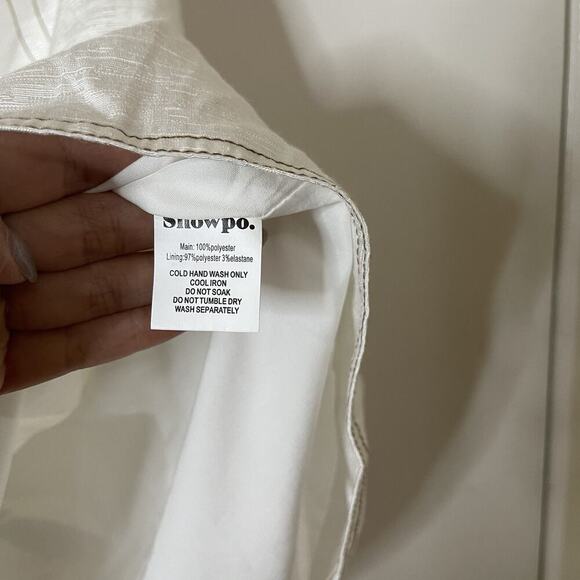 Showpo.
Main: 100%polyester
Lining:97%polyester 3%elastane
COLD HAND WASH ONLY
COOL IRON
DO NOT SOAK
DO NOT TUMBLE DRY
WASH SEPARATELY